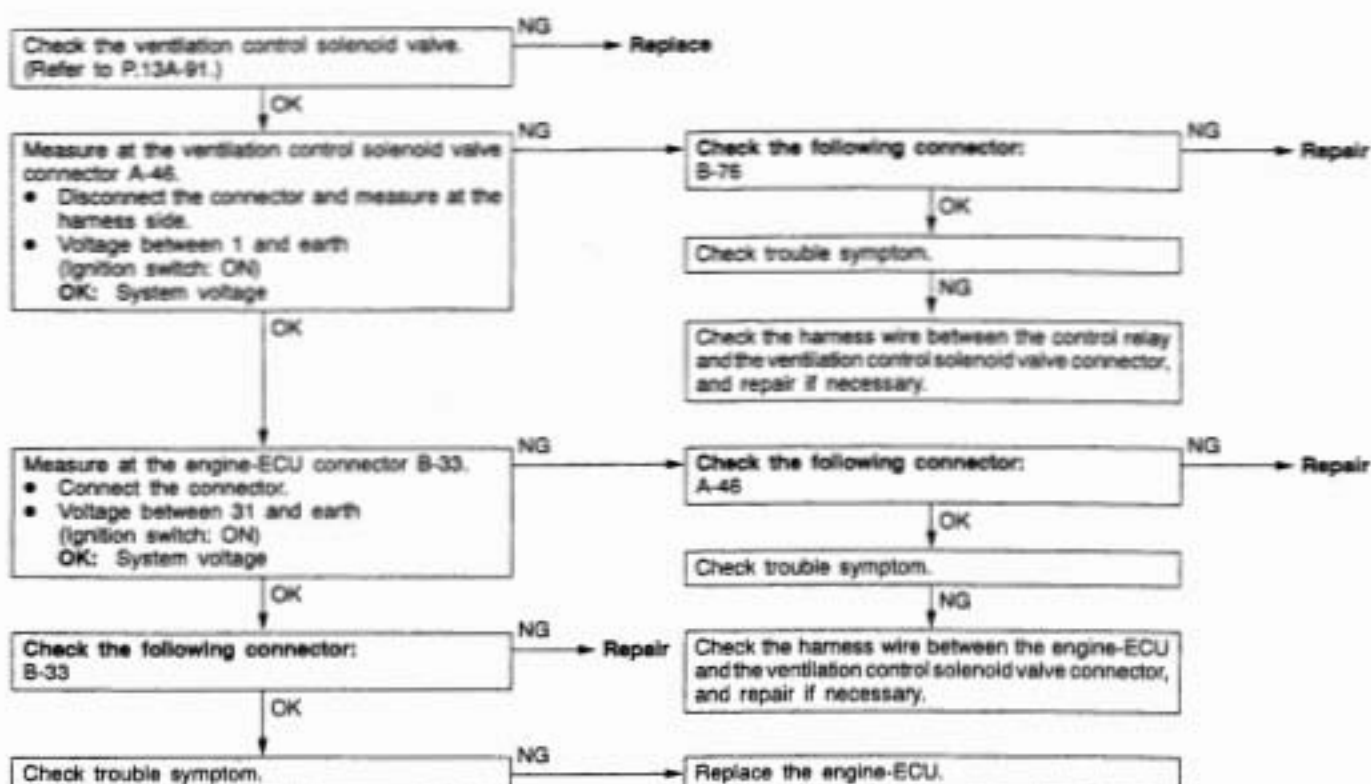 Check the ventilation control solenoid valve.
(Refer to P.13A-91.)
NG
Replace
OK
Measure at the ventilation control solenoid valve
connector A-46.
● Disconnect the connector and measure at the
harness side.
● Voltage between 1 and earth
(Ignition switch: ON)
OK: System voltage
NG
Check the following connector:
B-76
NG
Repair
OK
Check trouble symptom.
NG
Check the harness wire between the control relay
and the ventilation control solenoid valve connector,
and repair if necessary.
OK
Measure at the engine-ECU connector B-33.
● Connect the connector.
● Voltage between 31 and earth
(Ignition switch: ON)
OK: System voltage
NG
Check the following connector:
A-46
NG
Repair
OK
Check trouble symptom.
NG
Check the harness wire between the engine-ECU
and the ventilation control solenoid valve connector,
and repair if necessary.
OK
Check the following connector:
B-33
NG
Repair
OK
Check trouble symptom.
NG
Replace the engine-ECU.